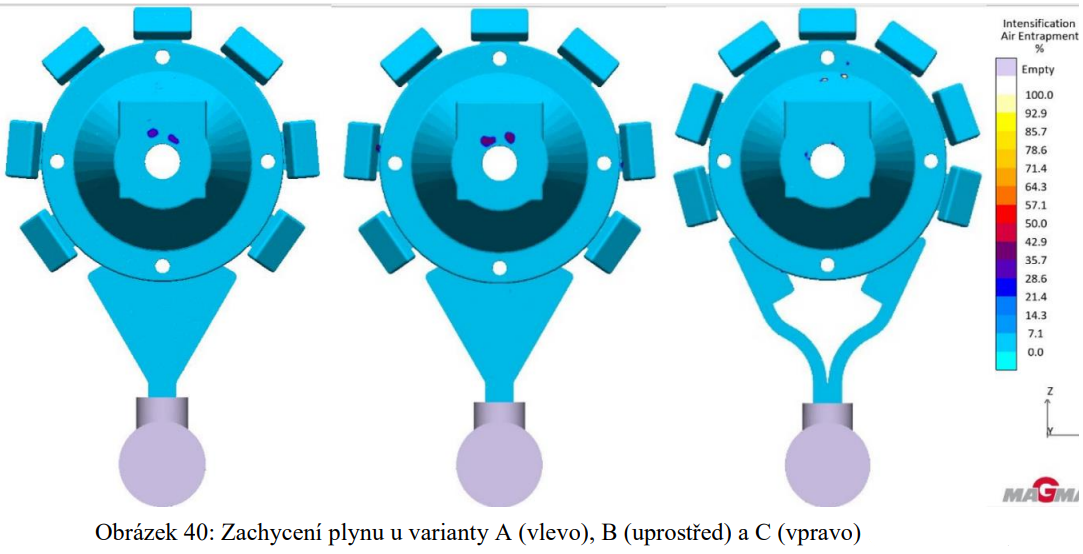 Intensification
Air Entrapment
%
Empty
100.0
92.9
85.7
78.6
71.4
64.3
57.1
50.0
42.9
35.7
28.6
21.4
14.3
7.1
0.0
Z
Y
MAGMA
Obrázek 40: Zachycení plynu u varianty A (vlevo), B (uprostřed) a C (vpravo)